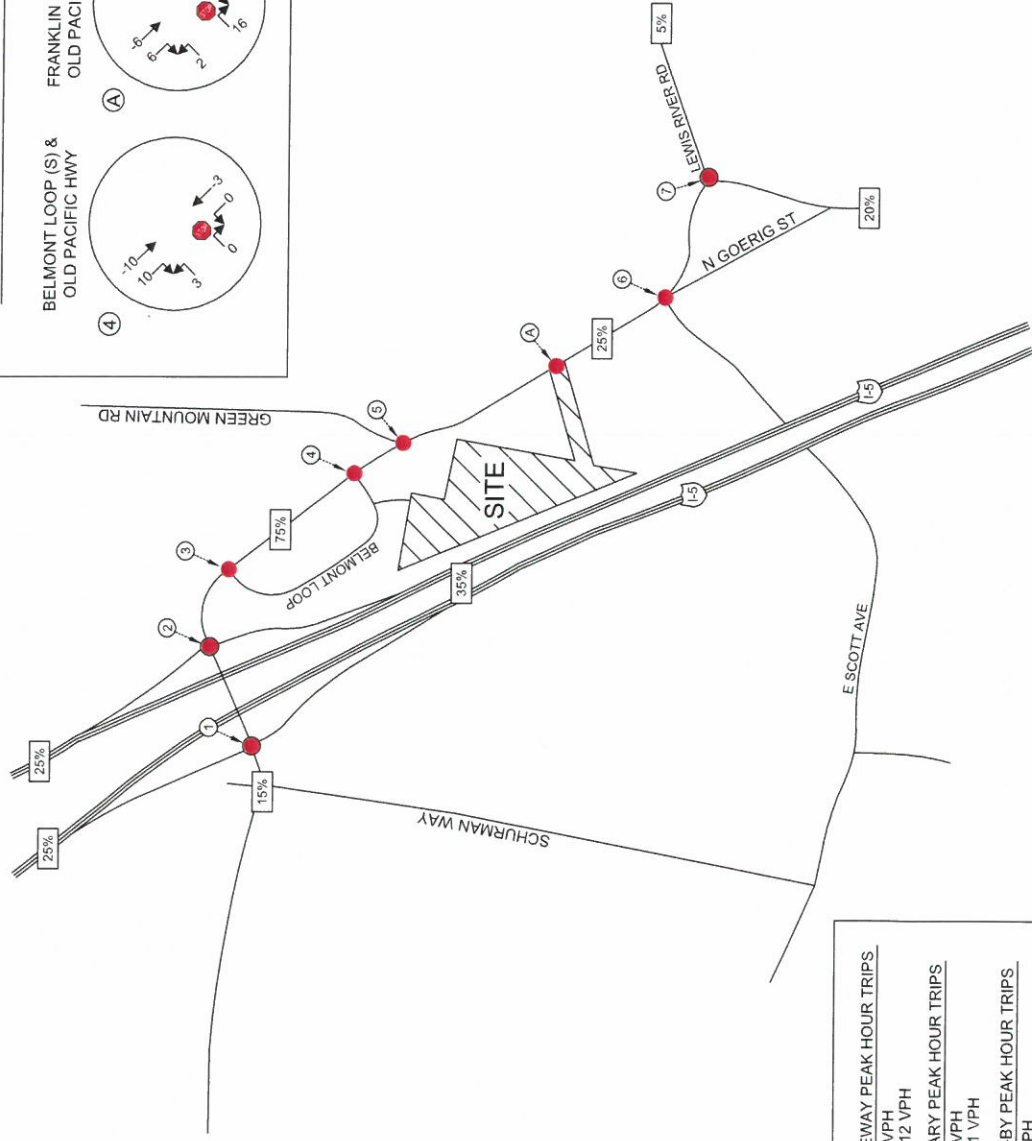 FRANKLIN
OLD PACI
A
-6
6
2
16
BELMONT LOOP (S) &
OLD PACIFIC HWY
4
-10
10
3
-3
0
0
5%
LEWIS RIVER RD
7
20%
N GOERIG ST
6
A
25%
GREEN MOUNTAIN RD
5
4
75%
3
BELMONT LOOP
SITE
2
35%
I-5
I-5
1
25%
25%
15%
SCHURMAN WAY
E SCOTT AVE
EWAY PEAK HOUR TRIPS
VPH
12 VPH
ARY PEAK HOUR TRIPS
VPH
1 VPH
-BY PEAK HOUR TRIPS
PH